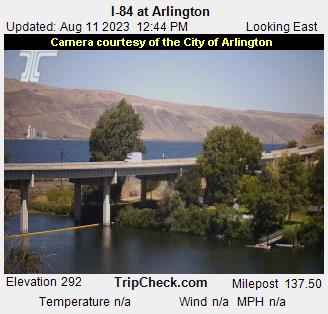 I-84 at Arlington
Updated: Aug 11 2023 12:44 PM Looking East
Camera courtesy of the City of Arlington
Elevation 292 TripCheck.com Milepost 137.50
Temperature n/a Wind n/a MPH n/a